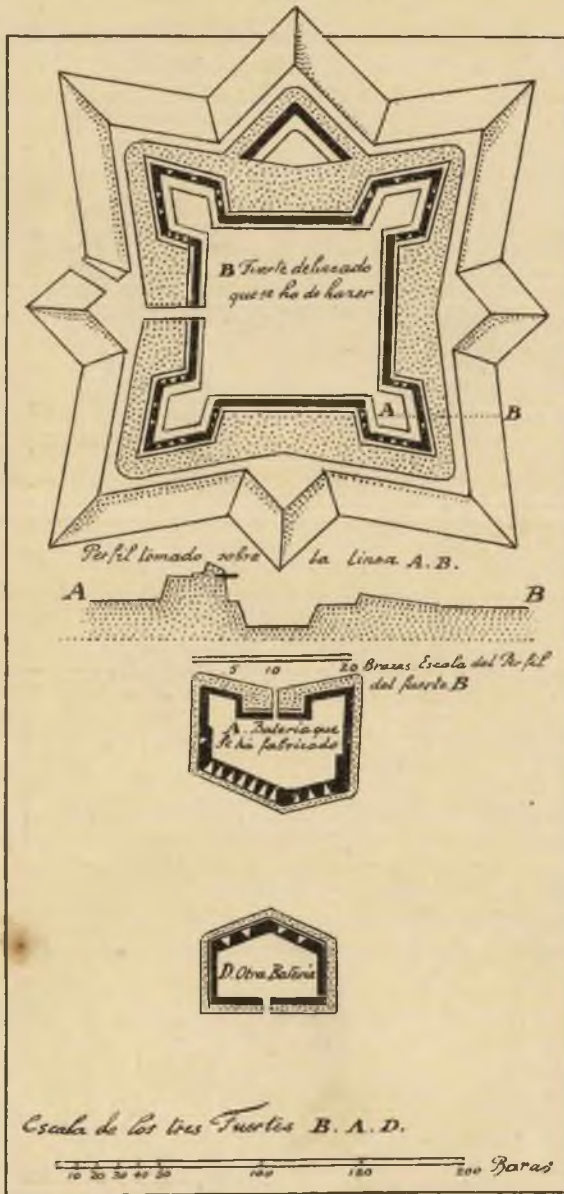 B Fuerte delineado
que se ha de hazer
A B
Perfil tomado sobre La Linea A.B.
A B
5 10 20 Brazas Escala del Perfil
del fuerte B
A. Bateria que
Se ha fabricado
D. Otra Bateria
Escala de los tres Fuertes B. A. D.
10 20 30 40 50 100 150 200 Baras